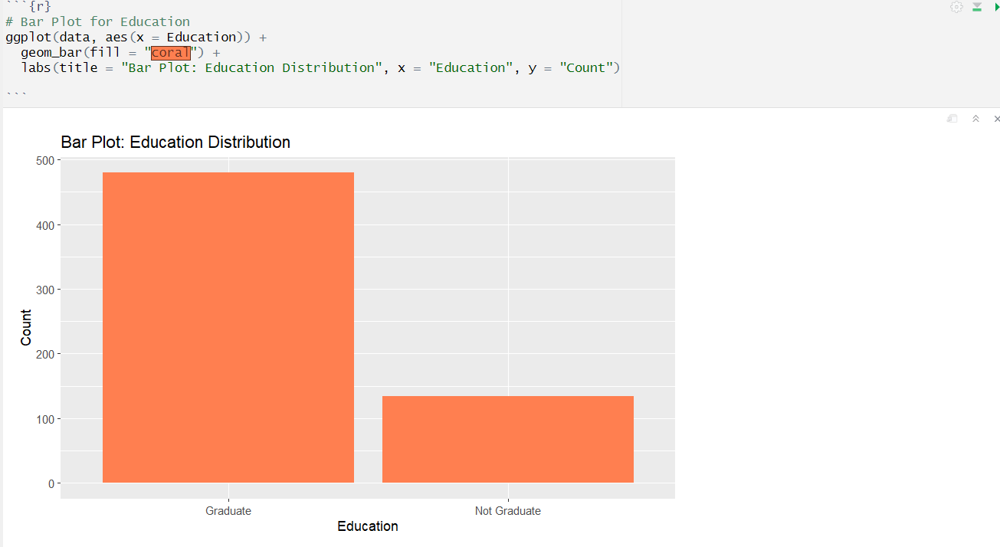 ```{r}
# Bar Plot for Education
ggplot(data, aes(x = Education)) +
  geom_bar(fill = "coral") +
  labs(title = "Bar Plot: Education Distribution", x = "Education", y = "Count")
```
Bar Plot: Education Distribution
500
400
300
200
100
0
Count
Graduate
Not Graduate
Education